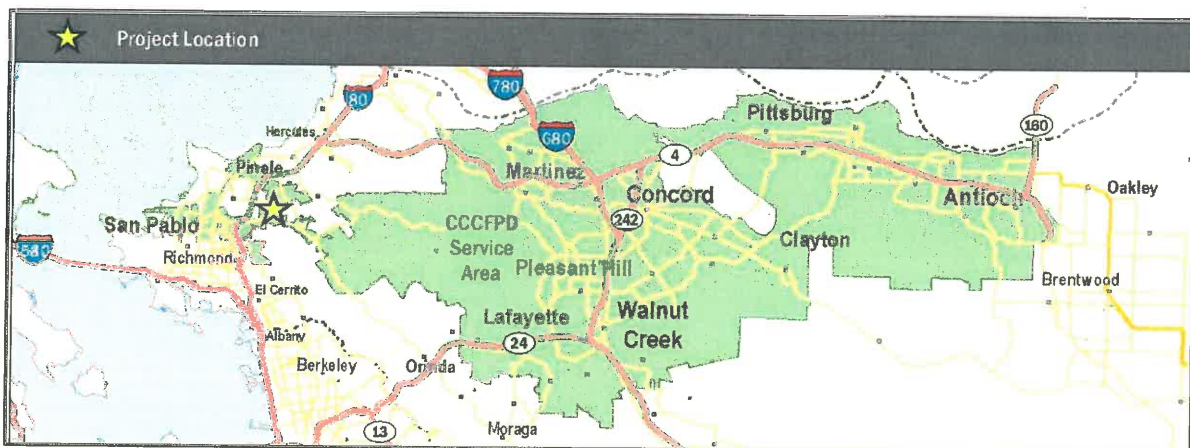 Project Location
780
80
680
Pittsburg
160
Hercules
4
Pinole
Martinez
Concord
Antioch
Oakley
San Pablo
CCCFPD
Service
Area
242
Clayton
580
Richmond
Pleasant Hill
Brentwood
El Cerrito
Lafayette
Walnut
Creek
Albany
24
Berkeley
Orinda
13
Moraga